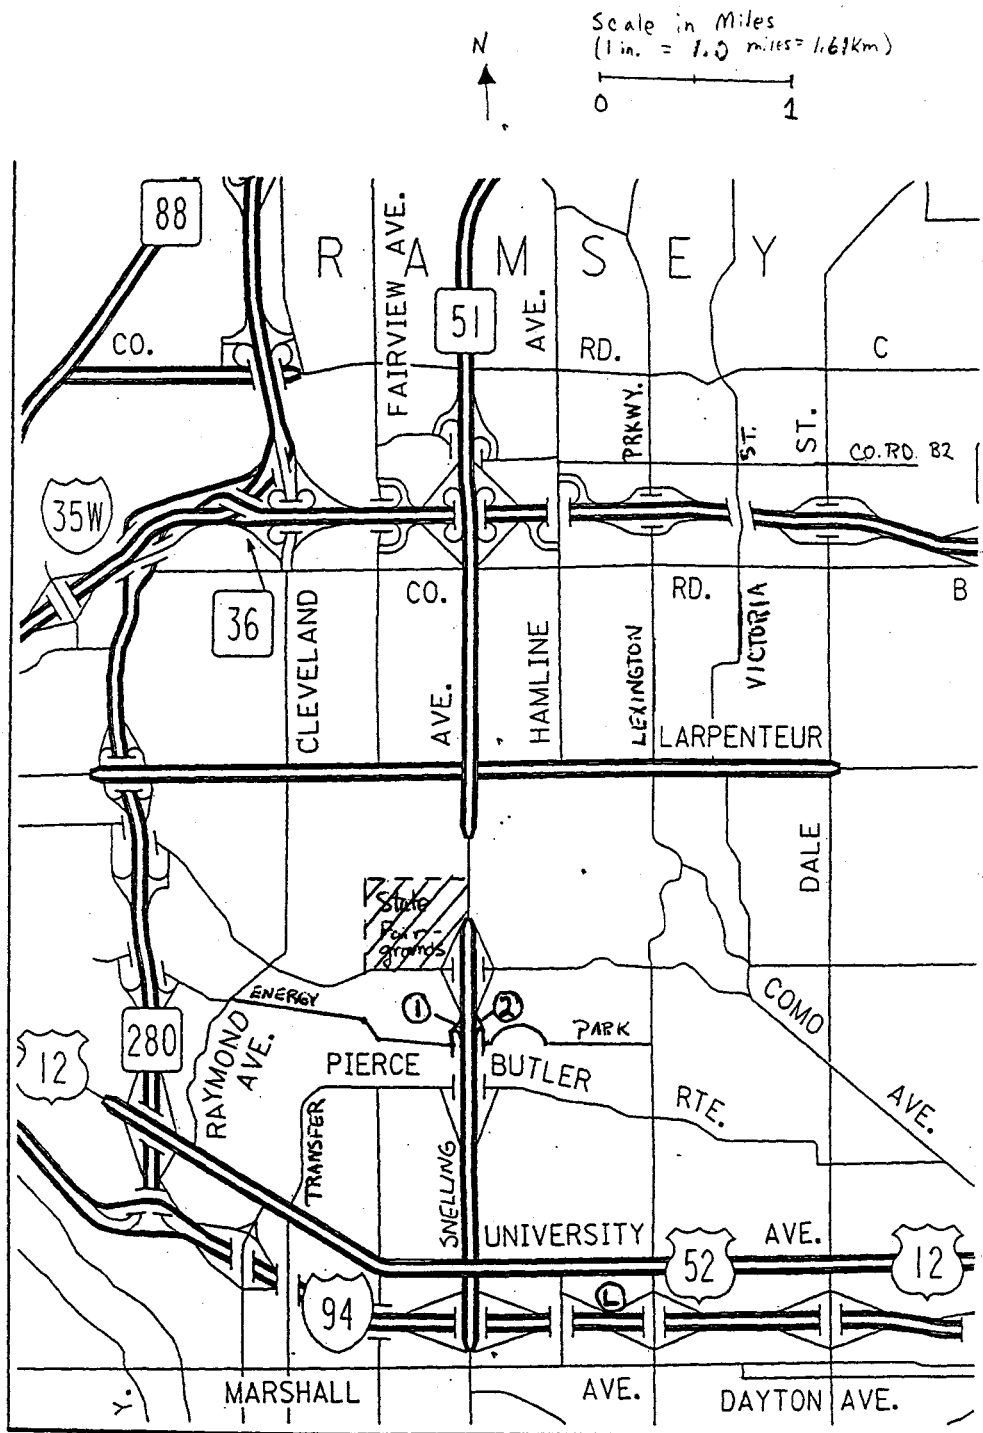 Scale in Miles
(1 in. = 1.0 miles = 1.61km)
0 1
N
88
R A M S E Y
FAIRVIEW AVE.
51
AVE.
CO. RD. C
PRKWY.
ST.
ST.
CO. RD. B2
35W
36
CO. RD. B
CLEVELAND
AVE.
HAMLINE
LEXINGTON
VICTORIA
LARPENTEUR
DALE
State
Fair-
grounds
ENERGY
1
2
PARK
COMO
AVE.
280
12
RAYMOND
AVE.
PIERCE BUTLER
RTE.
TRANSFER
SNELLING
UNIVERSITY AVE.
52
12
L
94
MARSHALL AVE.
DAYTON AVE.
Y.